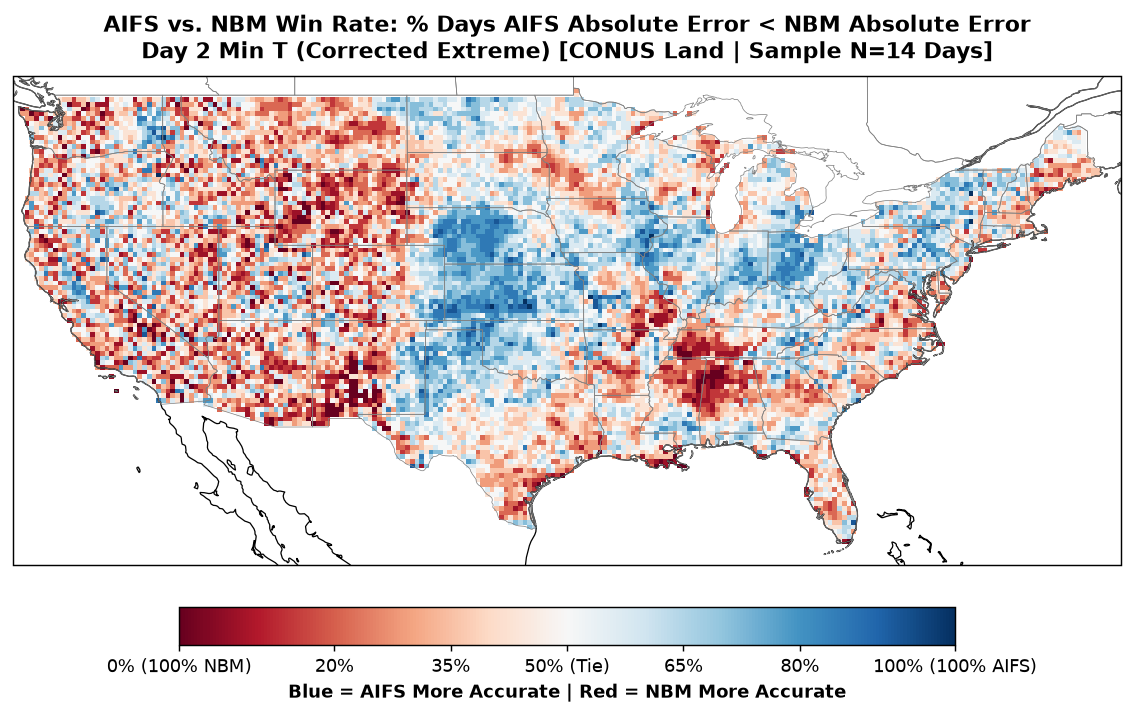 AIFS vs. NBM Win Rate: % Days AIFS Absolute Error < NBM Absolute Error
Day 2 Min T (Corrected Extreme) [CONUS Land | Sample N=14 Days]
0% (100% NBM) 20% 35% 50% (Tie) 65% 80% 100% (100% AIFS)
Blue = AIFS More Accurate | Red = NBM More Accurate